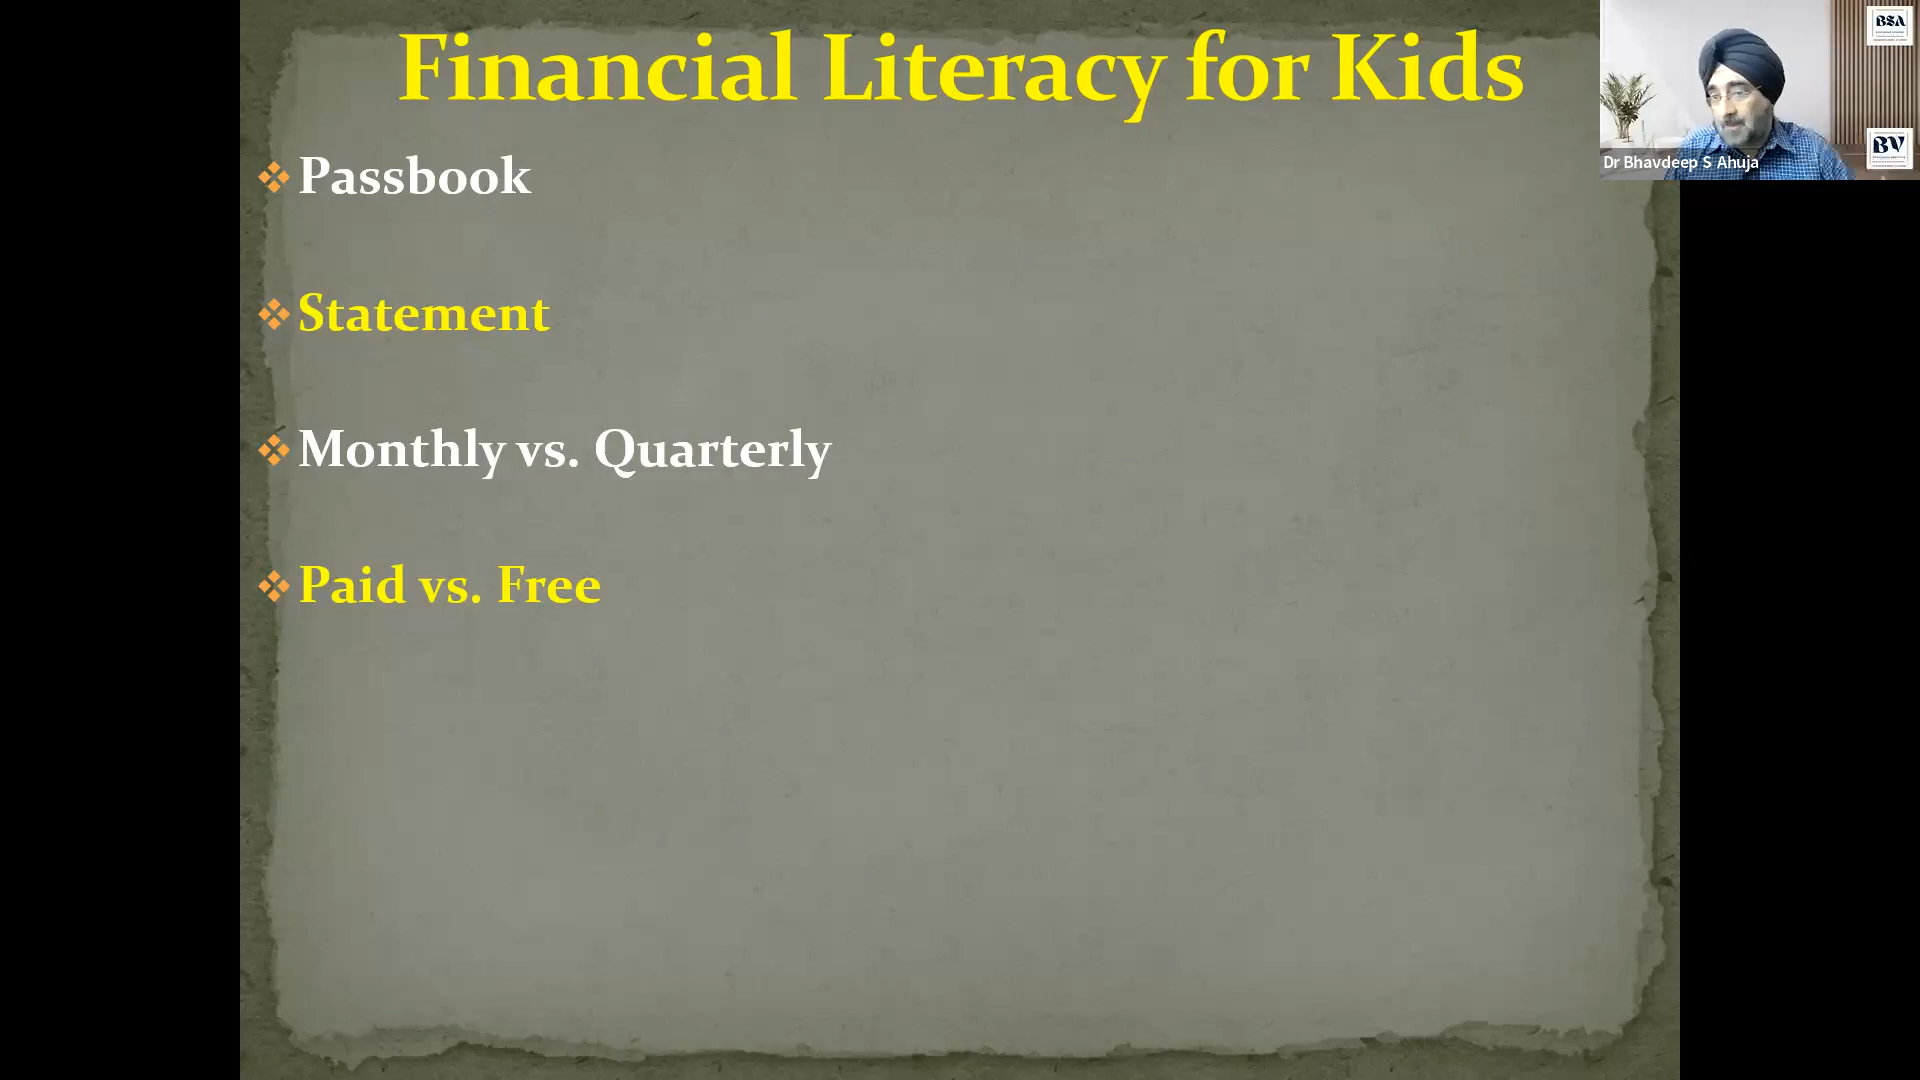 Financial Literacy for Kids
Passbook
Statement
Monthly vs. Quarterly
Paid vs. Free
BSA
Dr Bhavdeep S Ahuja
BV